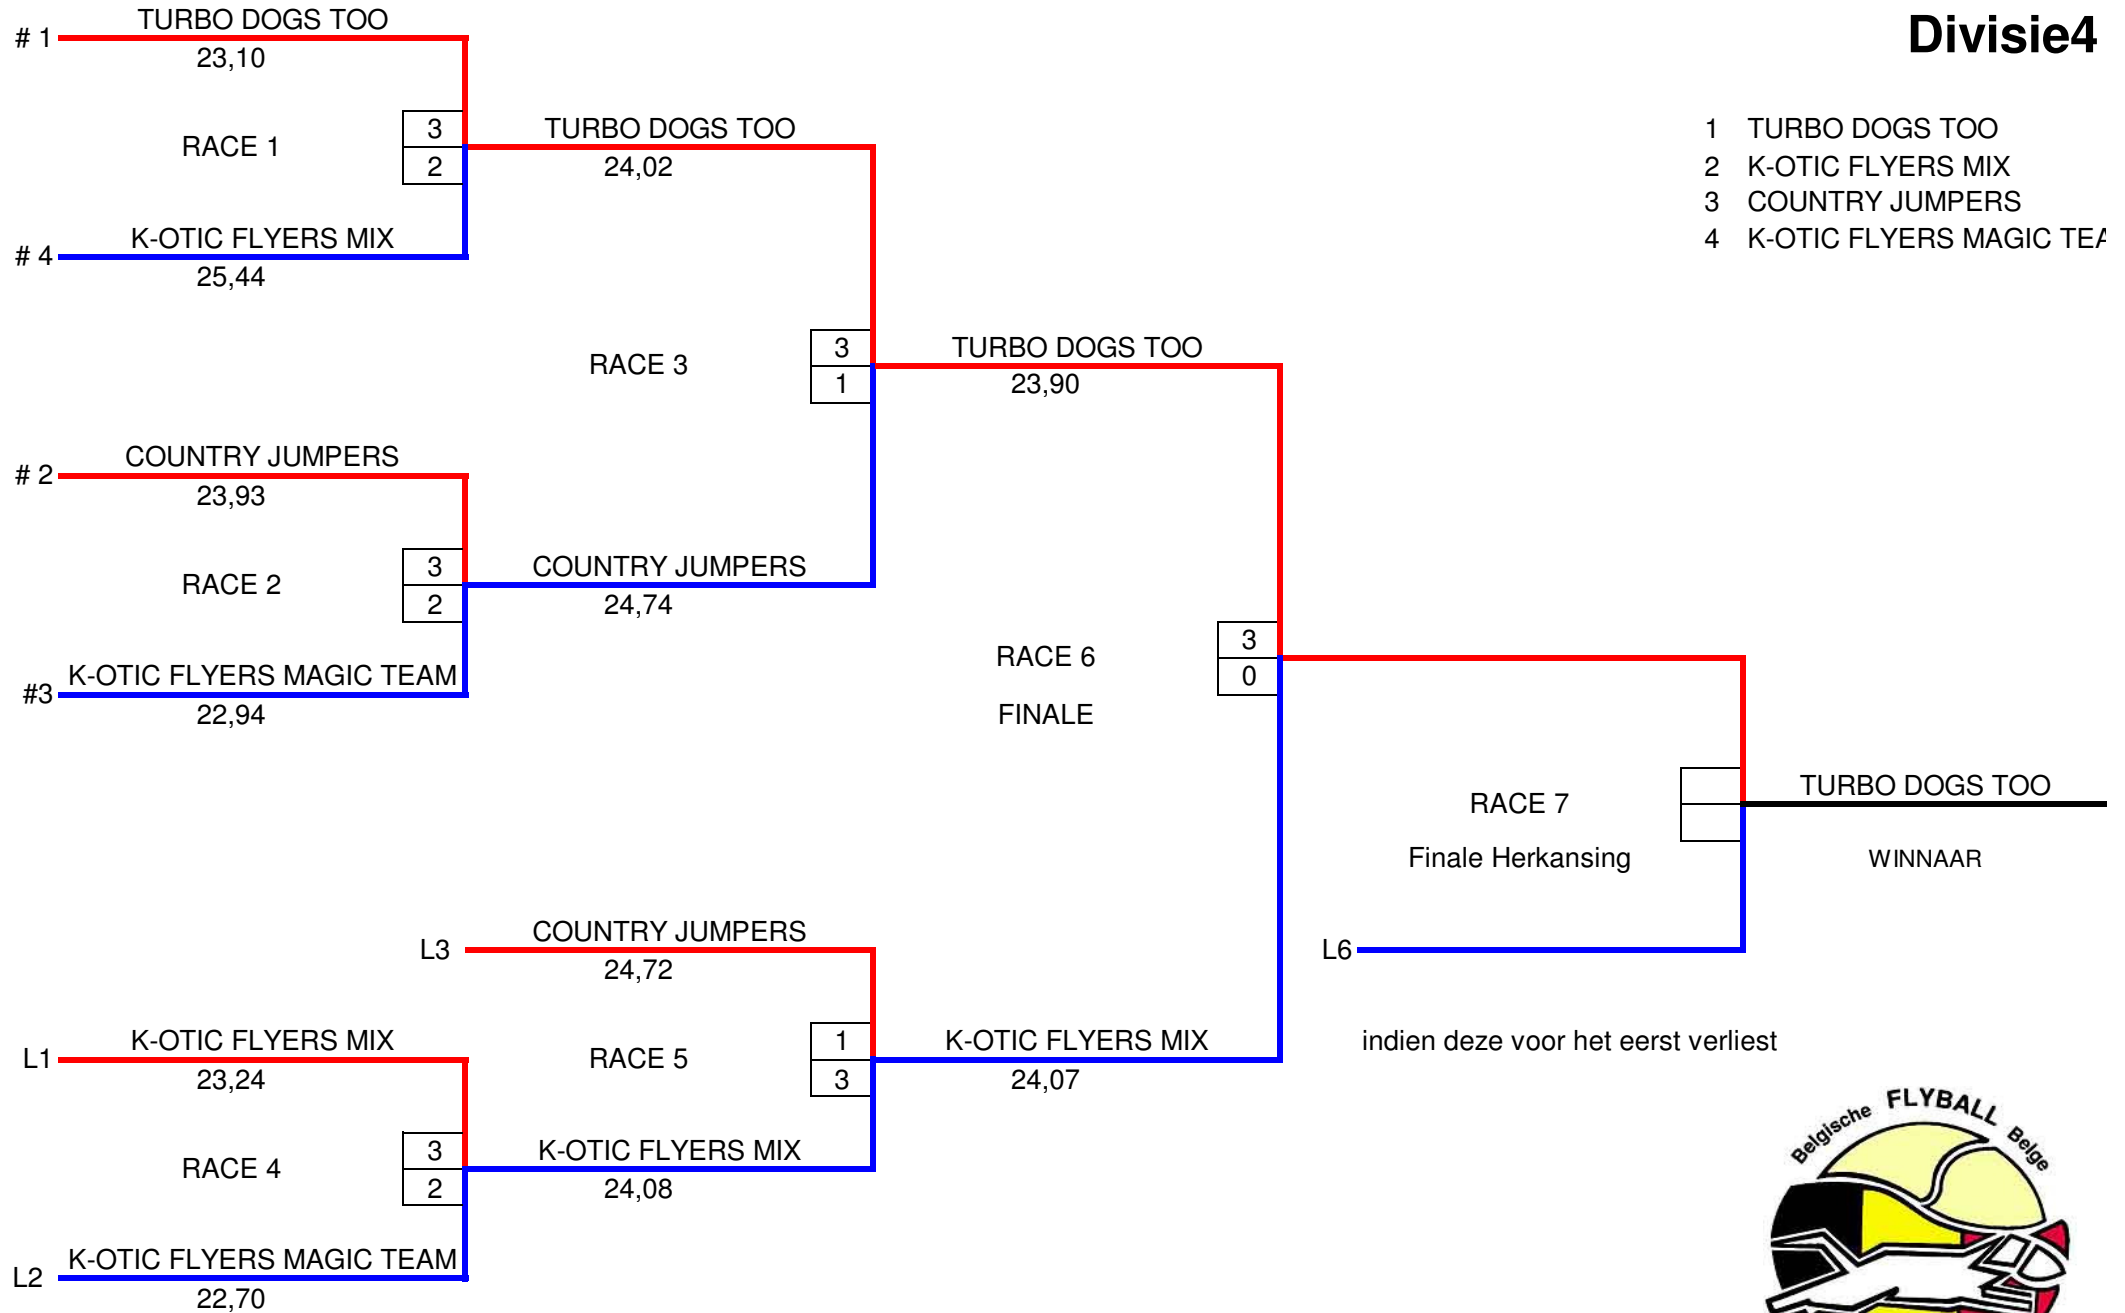 Divisie4
1 TURBO DOGS TOO
2 K-OTIC FLYERS MIX
3 COUNTRY JUMPERS
4 K-OTIC FLYERS MAGIC TEA
# 1 TURBO DOGS TOO
23,10
RACE 1
3
2
# 4 K-OTIC FLYERS MIX
25,44
TURBO DOGS TOO
24,02
# 2 COUNTRY JUMPERS
23,93
RACE 2
3
2
#3 K-OTIC FLYERS MAGIC TEAM
22,94
COUNTRY JUMPERS
24,74
RACE 3
3
1
TURBO DOGS TOO
23,90
L1 K-OTIC FLYERS MIX
23,24
RACE 4
3
2
L2 K-OTIC FLYERS MAGIC TEAM
22,70
L3 COUNTRY JUMPERS
24,72
RACE 5
1
3
K-OTIC FLYERS MIX
24,08
K-OTIC FLYERS MIX
24,07
RACE 6
3
0
FINALE
RACE 7
Finale Herkansing
L6
indien deze voor het eerst verliest
TURBO DOGS TOO
WINNAAR
Belgische FLYBALL Belge